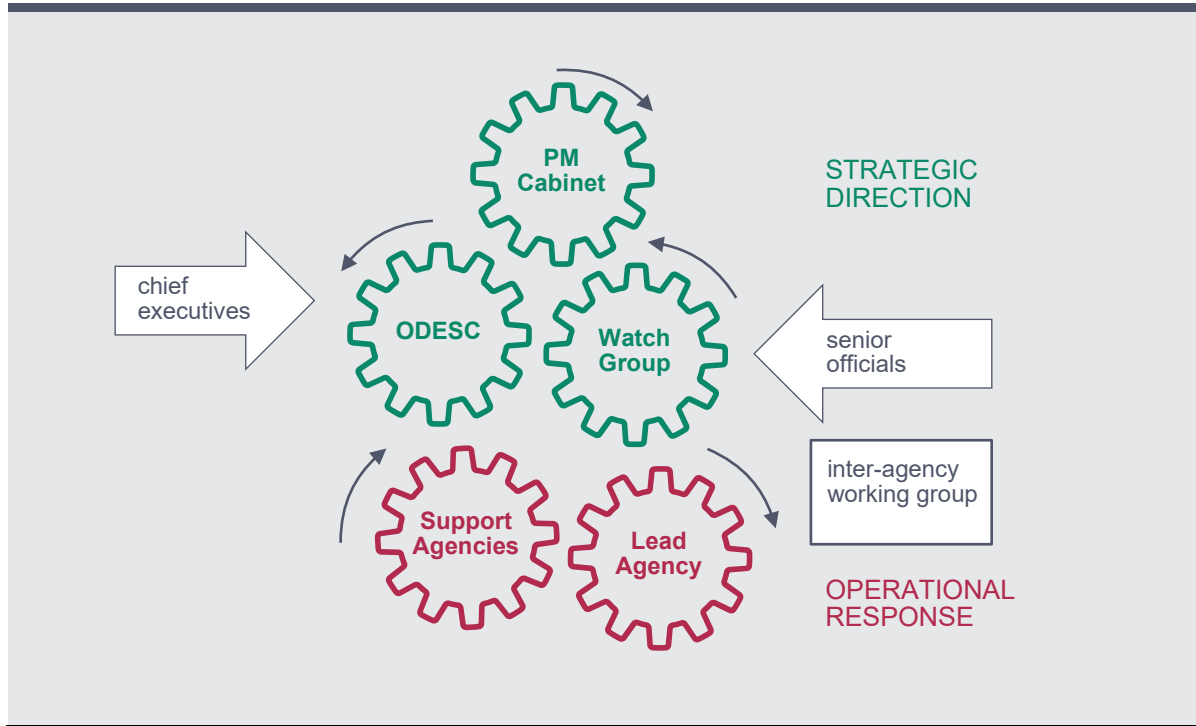 PM
Cabinet
STRATEGIC
DIRECTION
chief
executives
ODESC
Watch
Group
senior
officials
inter-agency
working group
Support
Agencies
Lead
Agency
OPERATIONAL
RESPONSE